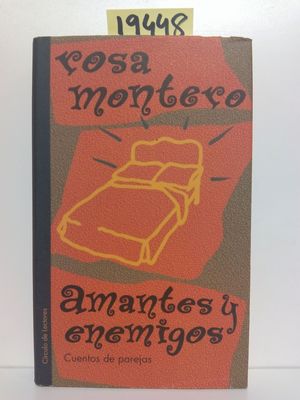 19448
rosa
montero
amantes y
enemigos
Cuentos de parejas
Círculo de Lectores